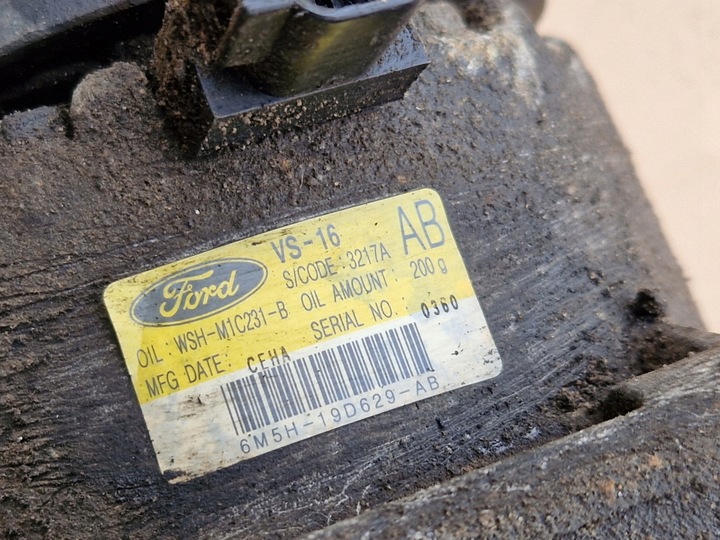 VS-16 AB
Ford S/CODE : 3217A
OIL : WSH-M1C231-B OIL AMOUNT : 200 g
MFG DATE: CEHA SERIAL NO. : 0360
6M5H-19D629-AB